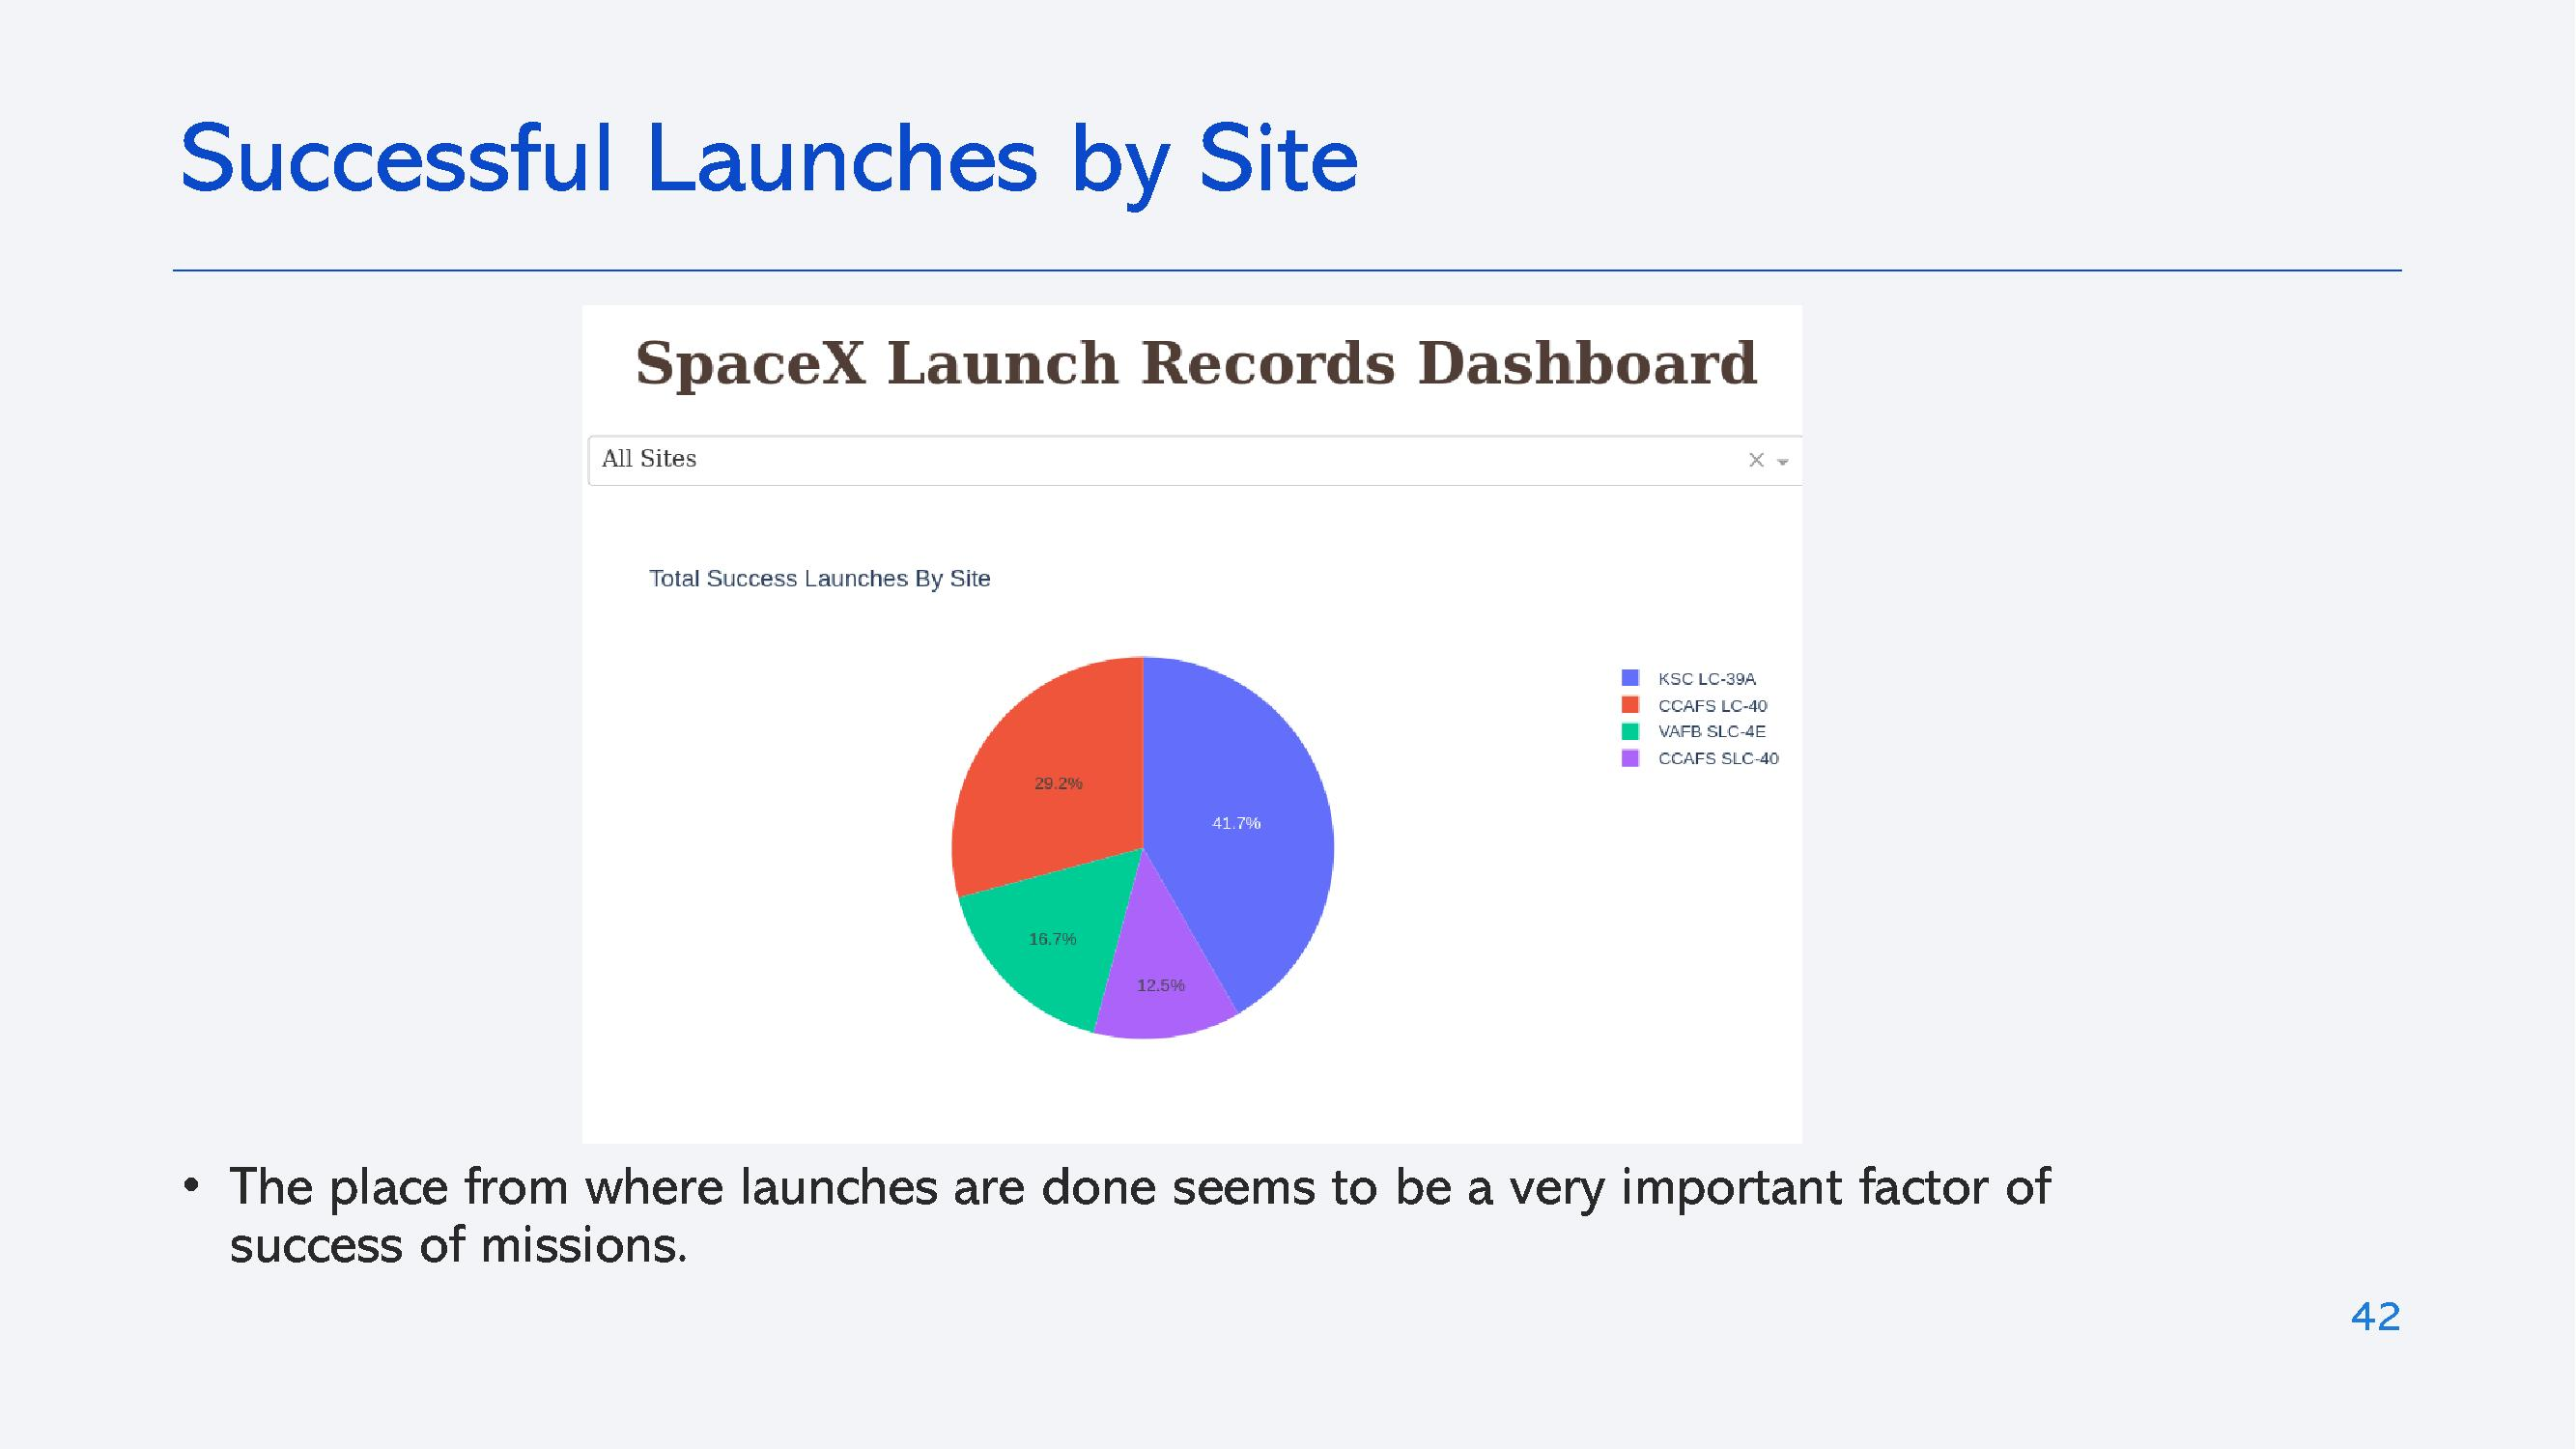 Successful Launches by Site
SpaceX Launch Records Dashboard
All Sites
Total Success Launches By Site
KSC LC-39A
CCAFS LC-40
VAFB SLC-4E
CCAFS SLC-40
29.2%
41.7%
16.7%
12.5%
• The place from where launches are done seems to be a very important factor of
success of missions.
42